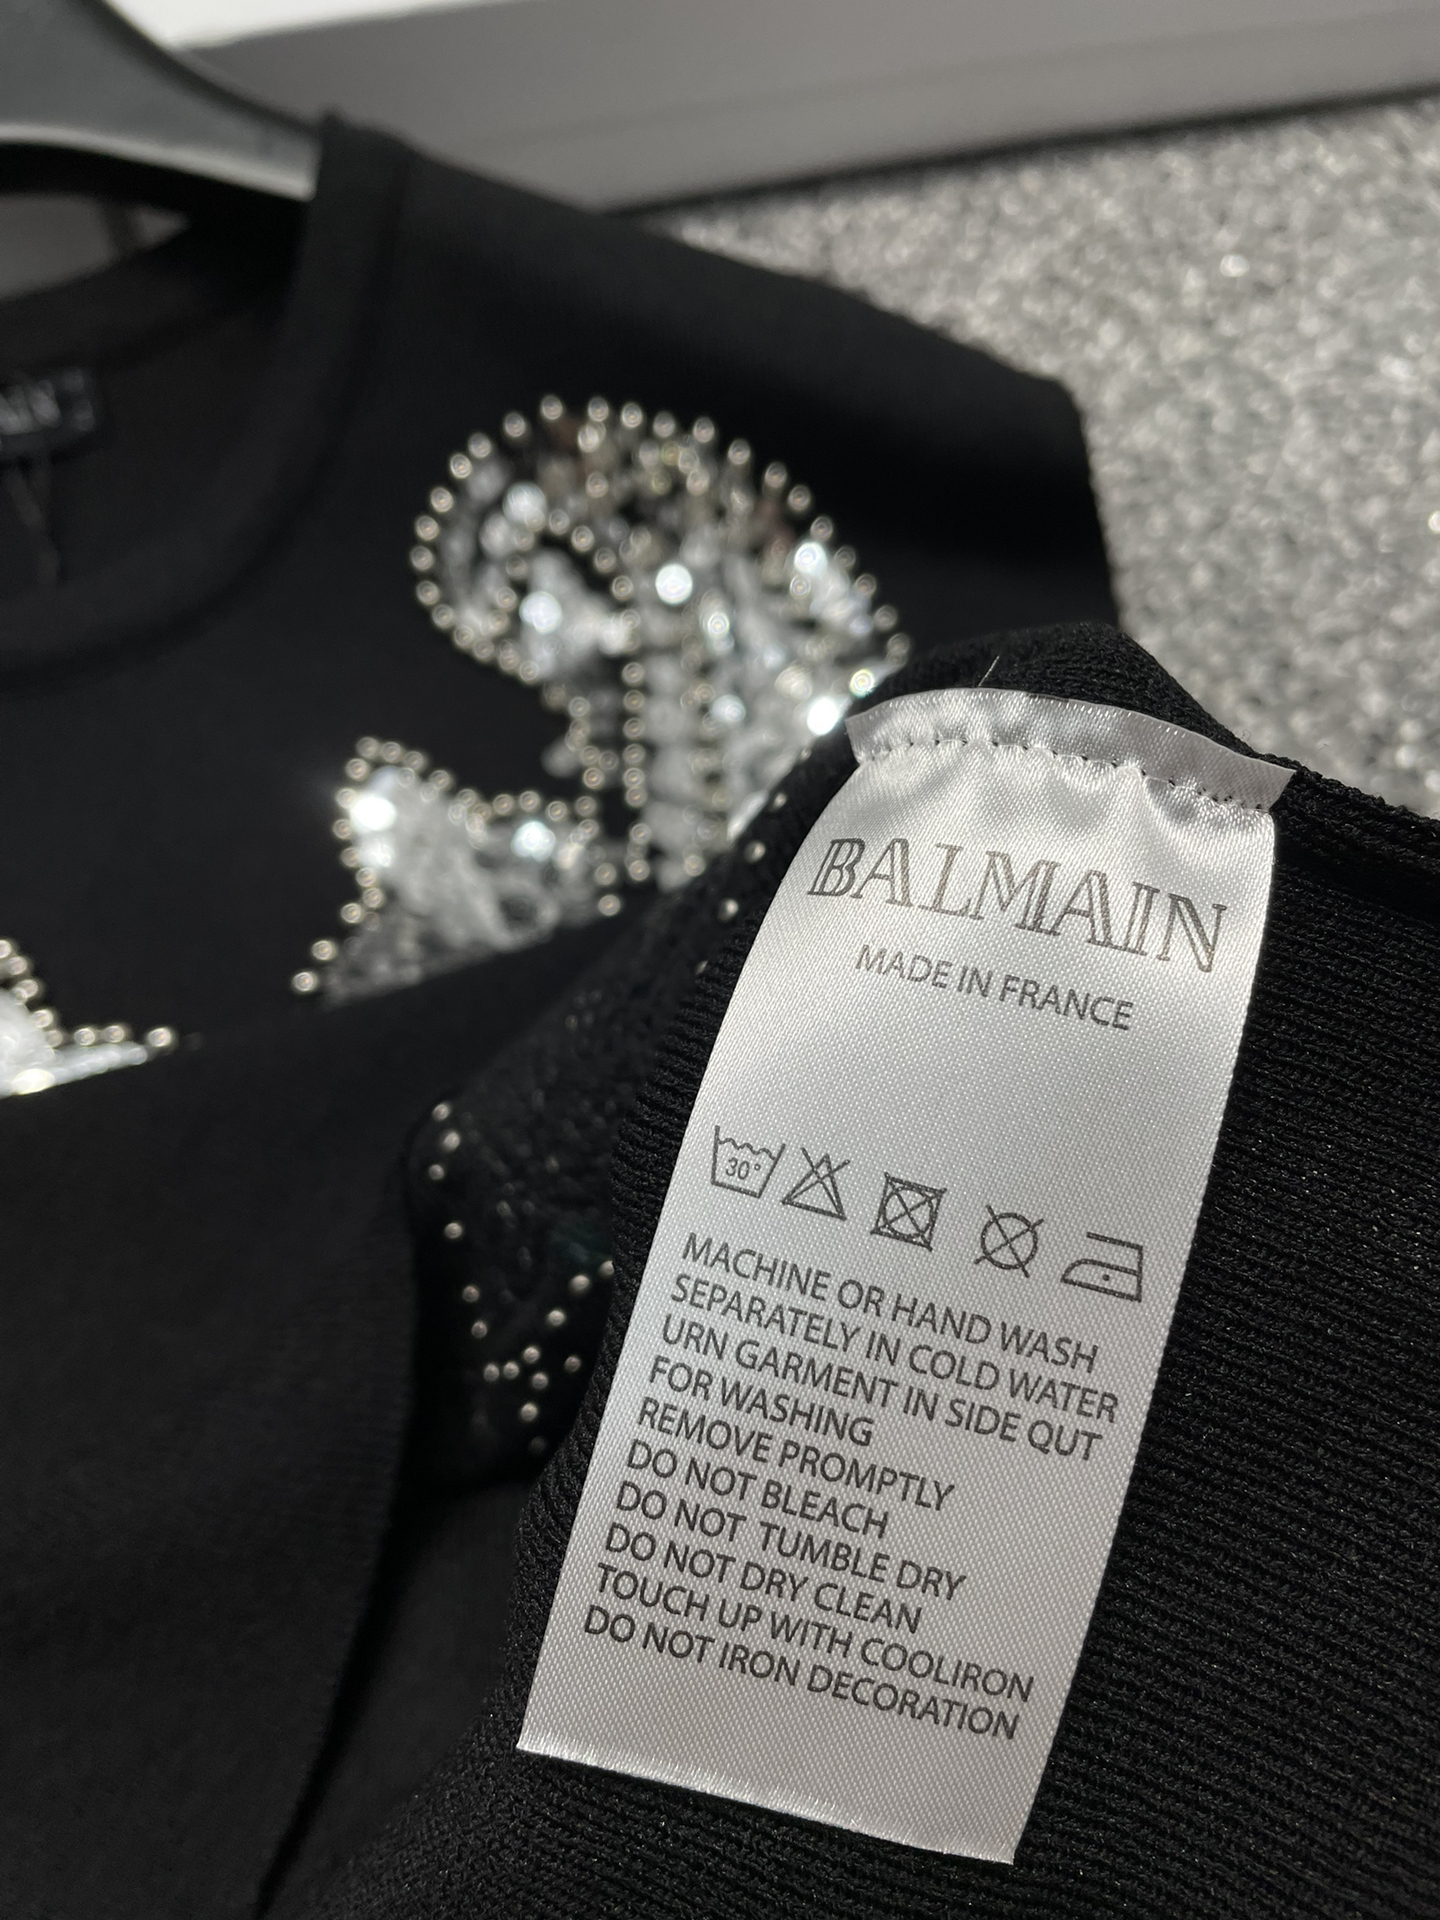 BALMAIN
MADE IN FRANCE
30°
MACHINE OR HAND WASH
SEPARATELY IN COLD WATER
URN GARMENT IN SIDE QUT
FOR WASHING
REMOVE PROMPTLY
DO NOT BLEACH
DO NOT TUMBLE DRY
DO NOT DRY CLEAN
TOUCH UP WITH COOLIRON
DO NOT IRON DECORATION